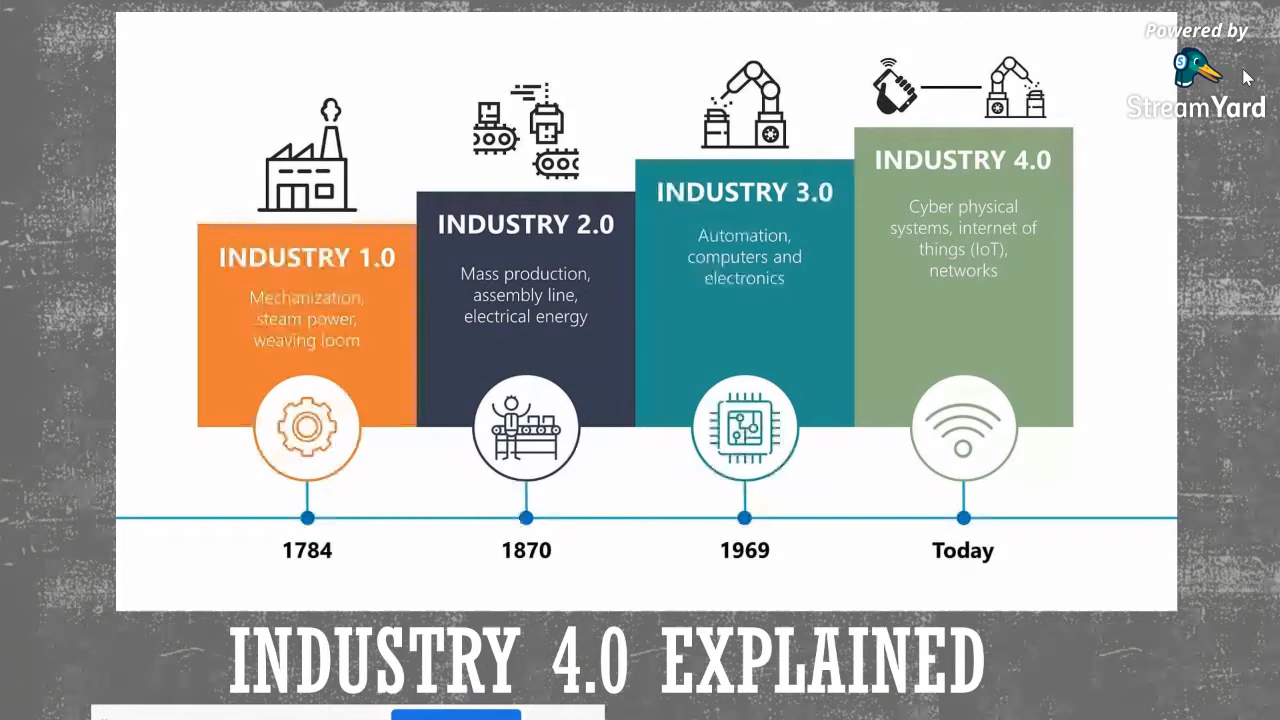 Powered by
StreamYard
INDUSTRY 1.0
Mechanization,
steam power,
weaving loom
INDUSTRY 2.0
Mass production,
assembly line,
electrical energy
INDUSTRY 3.0
Automation,
computers and
electronics
INDUSTRY 4.0
Cyber physical
systems, internet of
things (IoT),
networks
1784
1870
1969
Today
INDUSTRY 4.0 EXPLAINED